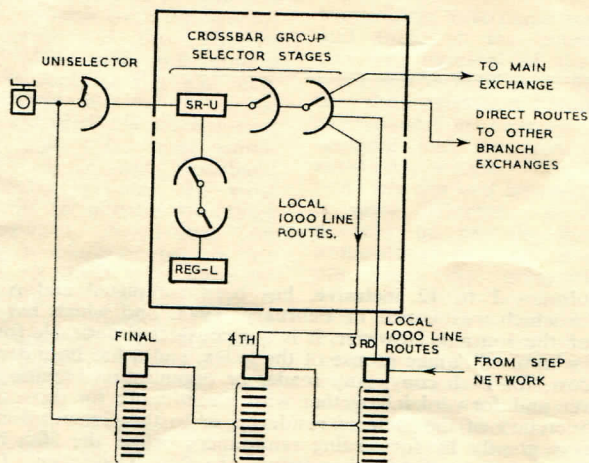 CROSSBAR GROUP
SELECTOR STAGES
UNISELECTOR
TO MAIN
EXCHANGE
SR-U
DIRECT ROUTES
TO OTHER
BRANCH
EXCHANGES
LOCAL
1000 LINE
ROUTES.
REG-L
FINAL
4TH
3RD
LOCAL
1000 LINE
ROUTES
FROM STEP
NETWORK